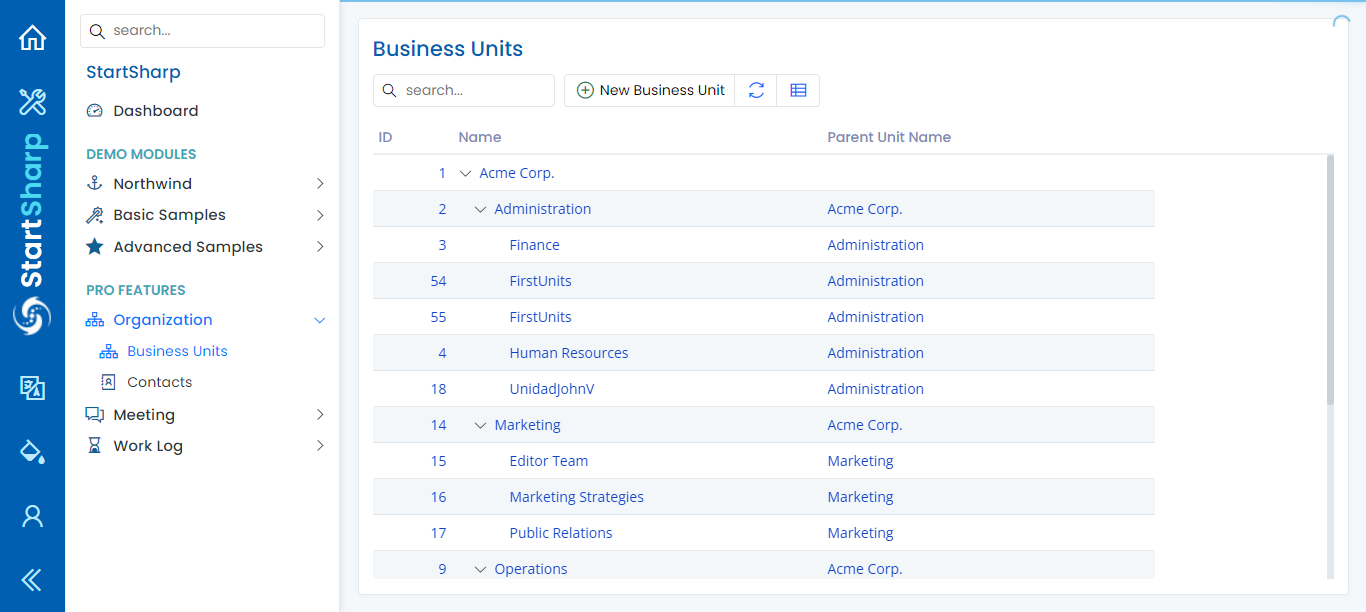 StartSharp
search...
StartSharp
Dashboard
DEMO MODULES
Northwind
Basic Samples
Advanced Samples
PRO FEATURES
Organization
Business Units
Contacts
Meeting
Work Log
Business Units
search...
New Business Unit
ID Name Parent Unit Name
1 Acme Corp.
2 Administration Acme Corp.
3 Finance Administration
54 FirstUnits Administration
55 FirstUnits Administration
4 Human Resources Administration
18 UnidadJohnV Administration
14 Marketing Acme Corp.
15 Editor Team Marketing
16 Marketing Strategies Marketing
17 Public Relations Marketing
9 Operations Acme Corp.